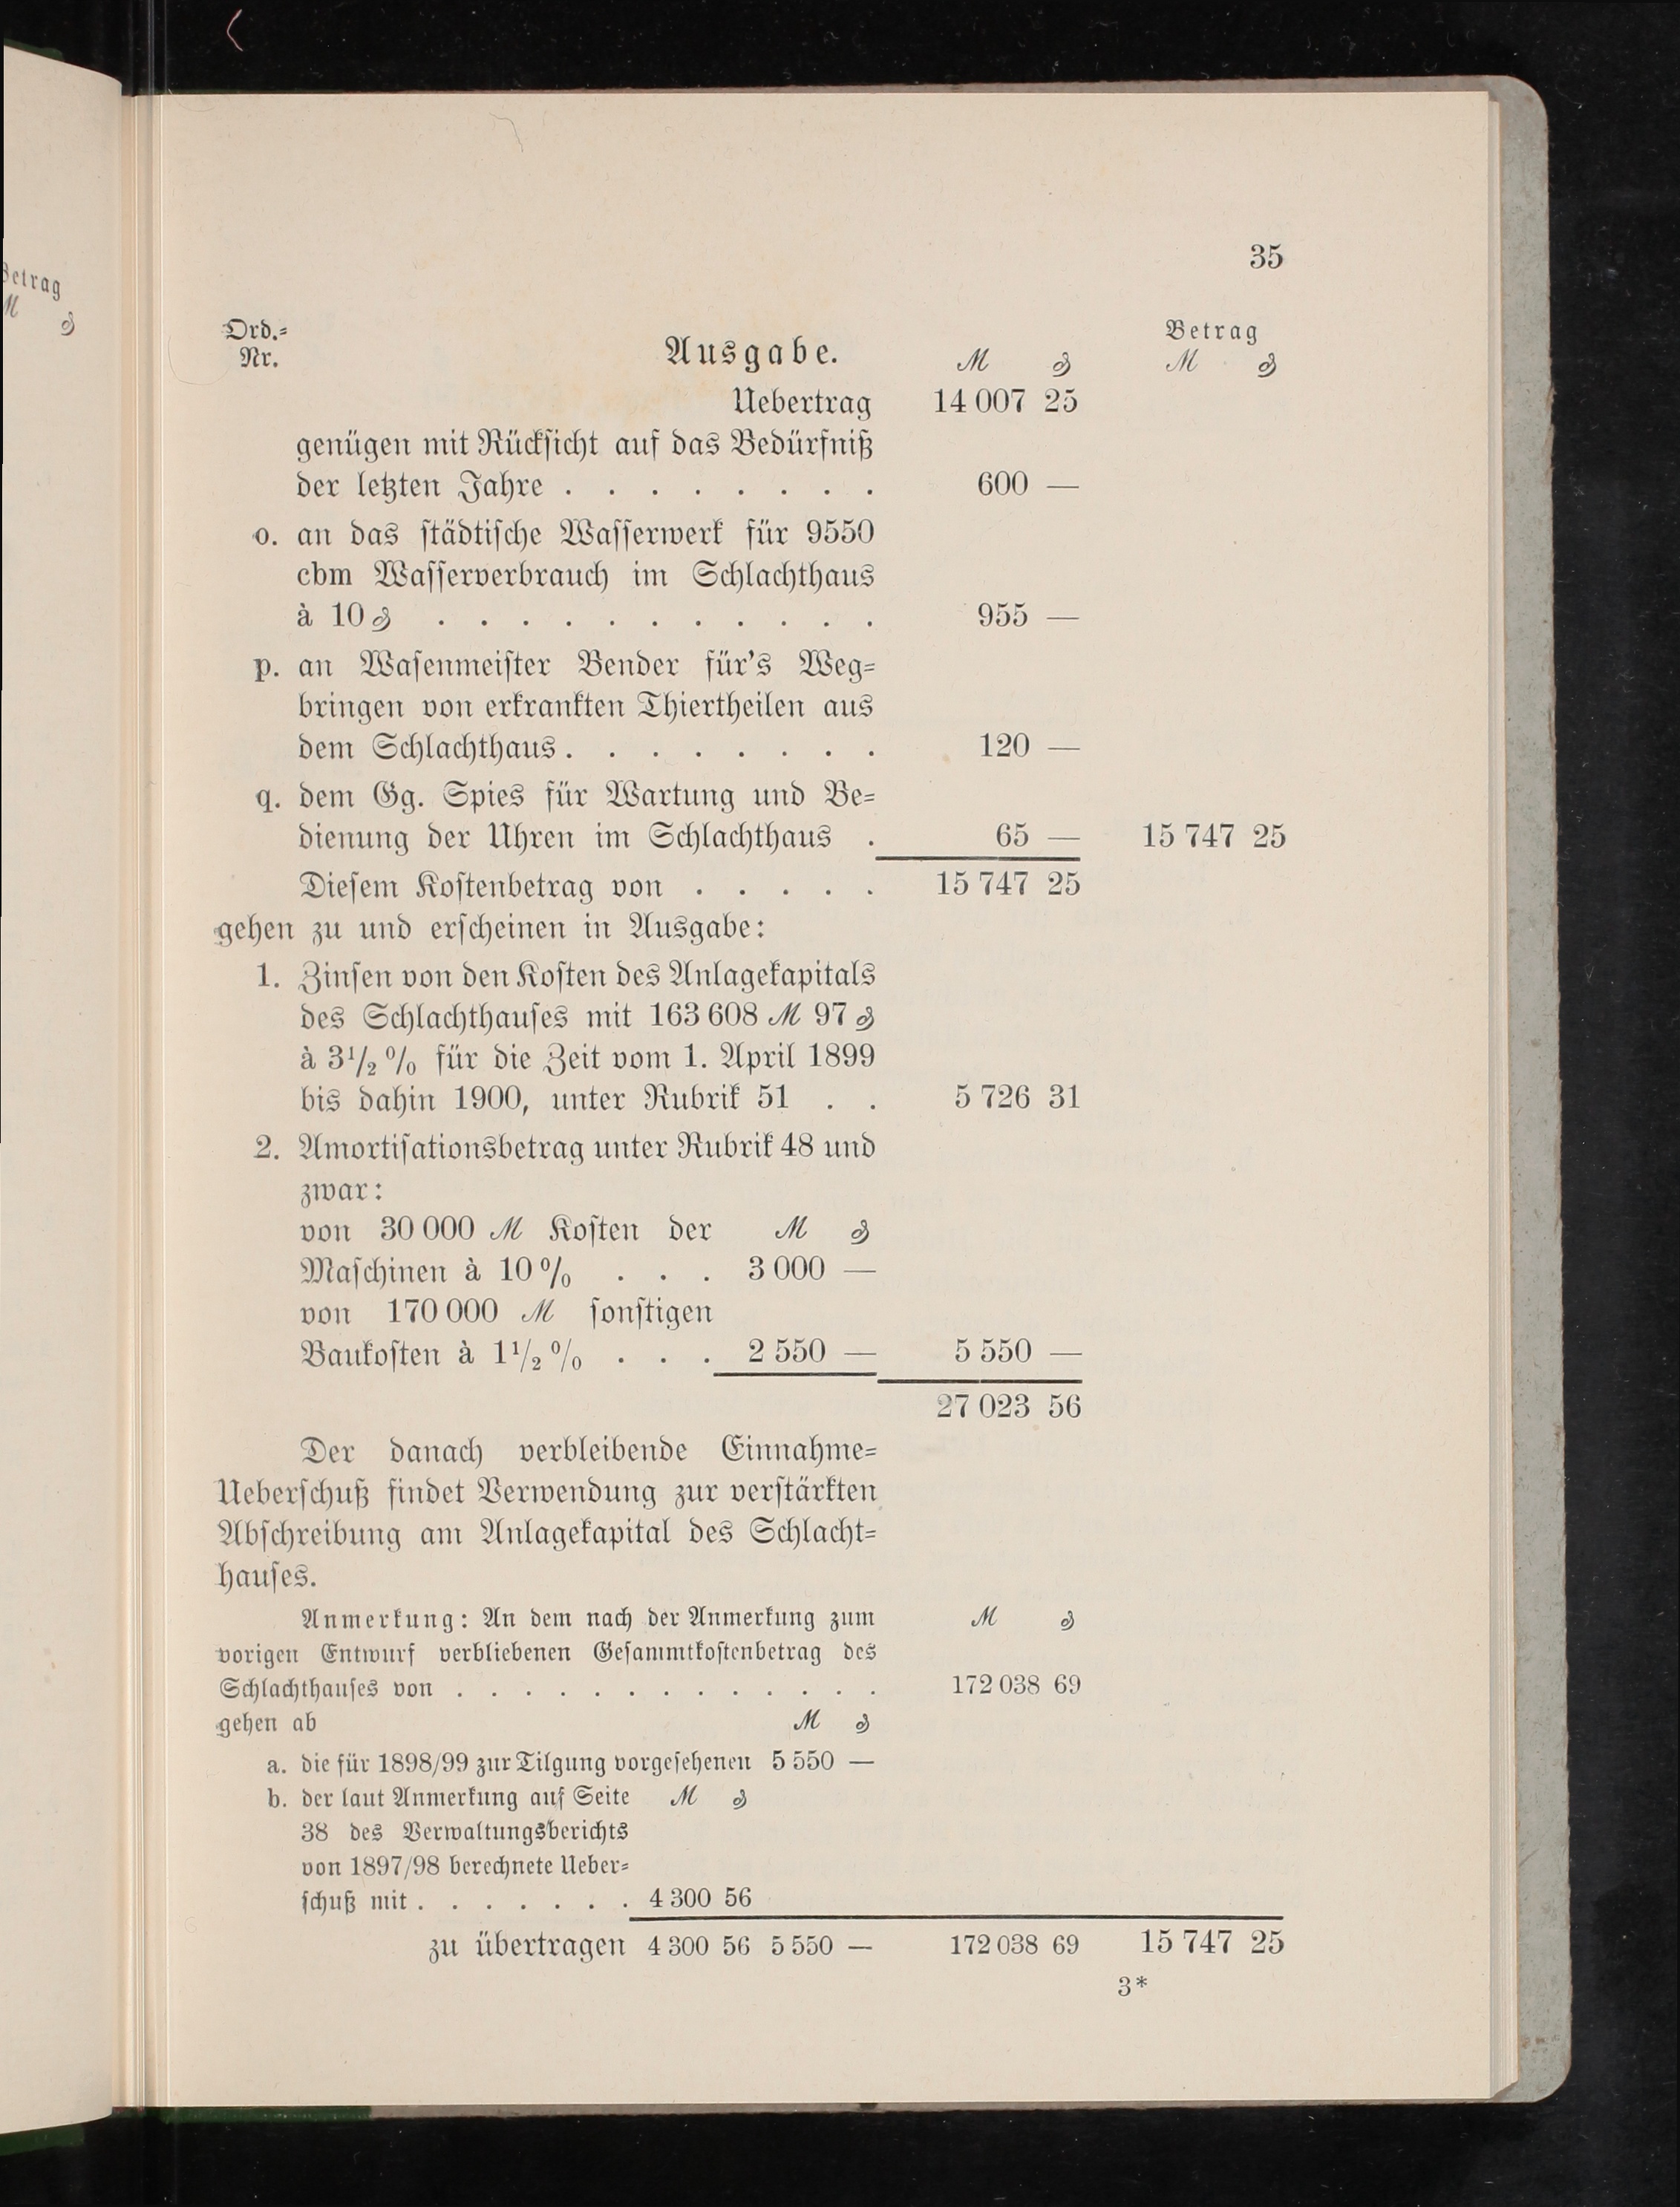 Betrag
M ₰
35
Ord.=
Nr.
Ausgabe.
Betrag
M ₰ M ₰
Uebertrag 14 007 25
genügen mit Rücksicht auf das Bedürfniß
der letzten Jahre . . . . . . . . 600 —
o. an das städtische Wasserwerk für 9550
cbm Wasserverbrauch im Schlachthaus
à 10 ₰ . . . . . . . . . . . 955 —
p. an Wasenmeister Bender für's Weg=
bringen von erkrankten Thiertheilen aus
dem Schlachthaus . . . . . . . . 120 —
q. dem Gg. Spies für Wartung und Be=
dienung der Uhren im Schlachthaus . 65 — 15 747 25
Diesem Kostenbetrag von . . . . . 15 747 25
gehen zu und erscheinen in Ausgabe:
1. Zinsen von den Kosten des Anlagekapitals
des Schlachthauses mit 163 608 M 97 ₰
à 3 1/2 % für die Zeit vom 1. April 1899
bis dahin 1900, unter Rubrik 51 . . 5 726 31
2. Amortisationsbetrag unter Rubrik 48 und
zwar:
von 30 000 M Kosten der M ₰
Maschinen à 10 % . . . 3 000 —
von 170 000 M sonstigen
Baukosten à 1 1/2 % . . . 2 550 — 5 550 —
27 023 56
Der danach verbleibende Einnahme=
Ueberschuß findet Verwendung zur verstärkten
Abschreibung am Anlagekapital des Schlacht=
hauses.
Anmerkung: An dem nach der Anmerkung zum M ₰
vorigen Entwurf verbliebenen Gesammtkostenbetrag des
Schlachthauses von . . . . . . . . . . . . . 172 038 69
gehen ab M ₰
a. die für 1898/99 zur Tilgung vorgesehenen 5 550 —
b. der laut Anmerkung auf Seite M ₰
38 des Verwaltungsberichts
von 1897/98 berechnete Ueber=
schuß mit . . . . . . . 4 300 56
zu übertragen 4 300 56 5 550 — 172 038 69 15 747 25
3*